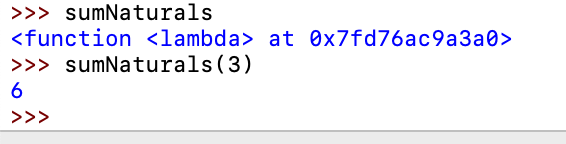 >>> sumNaturals
<function <lambda> at 0x7fd76ac9a3a0>
>>> sumNaturals(3)
6
>>>